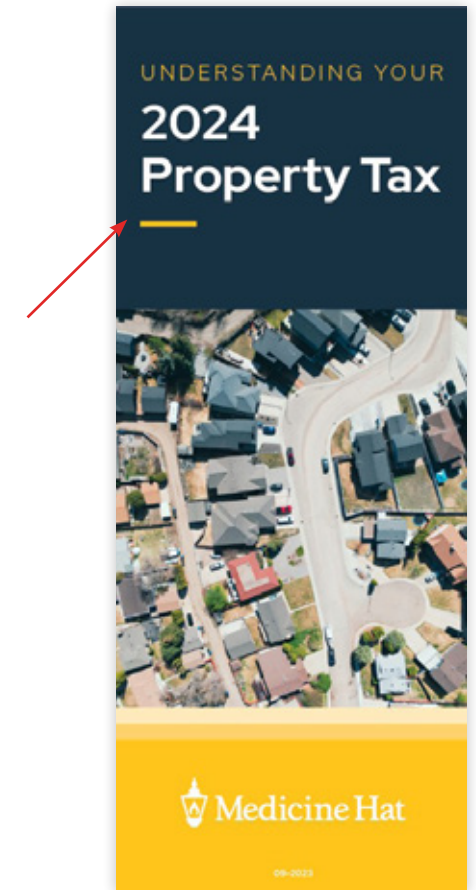 UNDERSTANDING YOUR
2024
Property Tax
Medicine Hat
09-2023